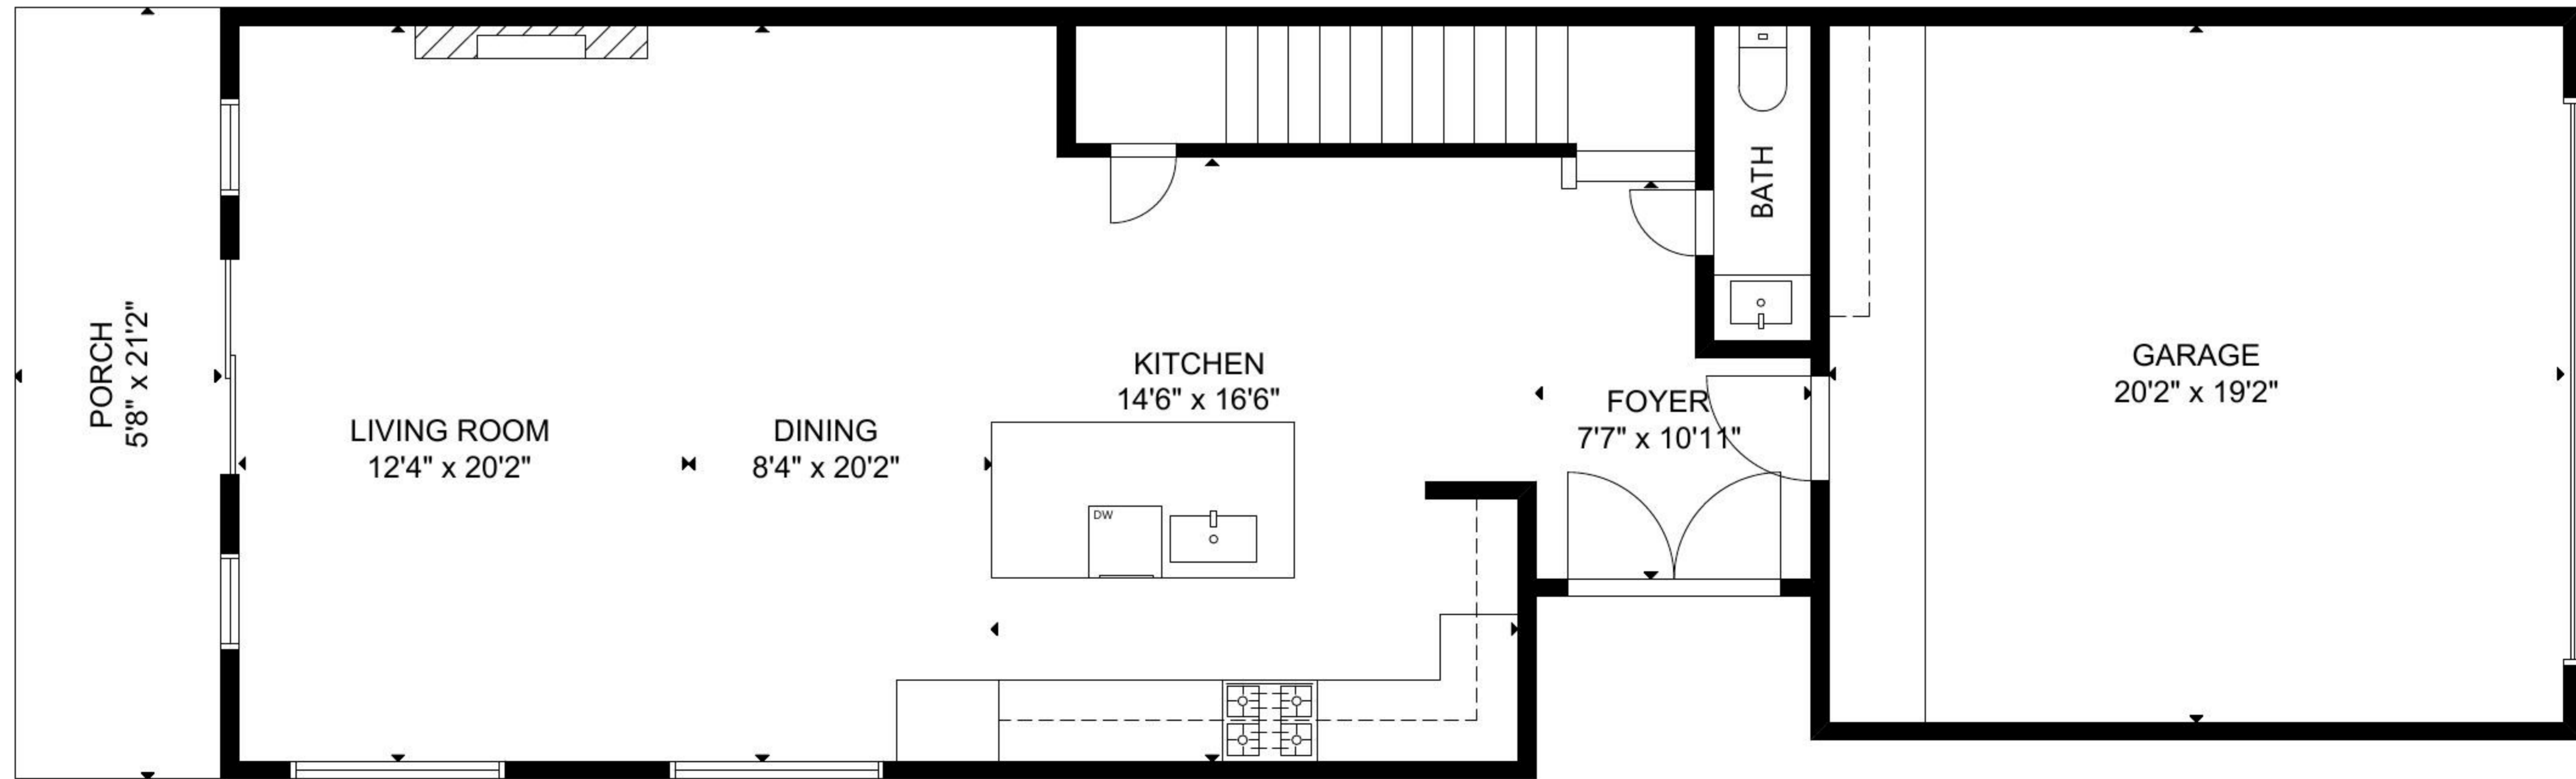 PORCH
5'8" x 21'2"
LIVING ROOM
12'4" x 20'2"
DINING
8'4" x 20'2"
KITCHEN
14'6" x 16'6"
DW
FOYER
7'7" x 10'11"
BATH
GARAGE
20'2" x 19'2"